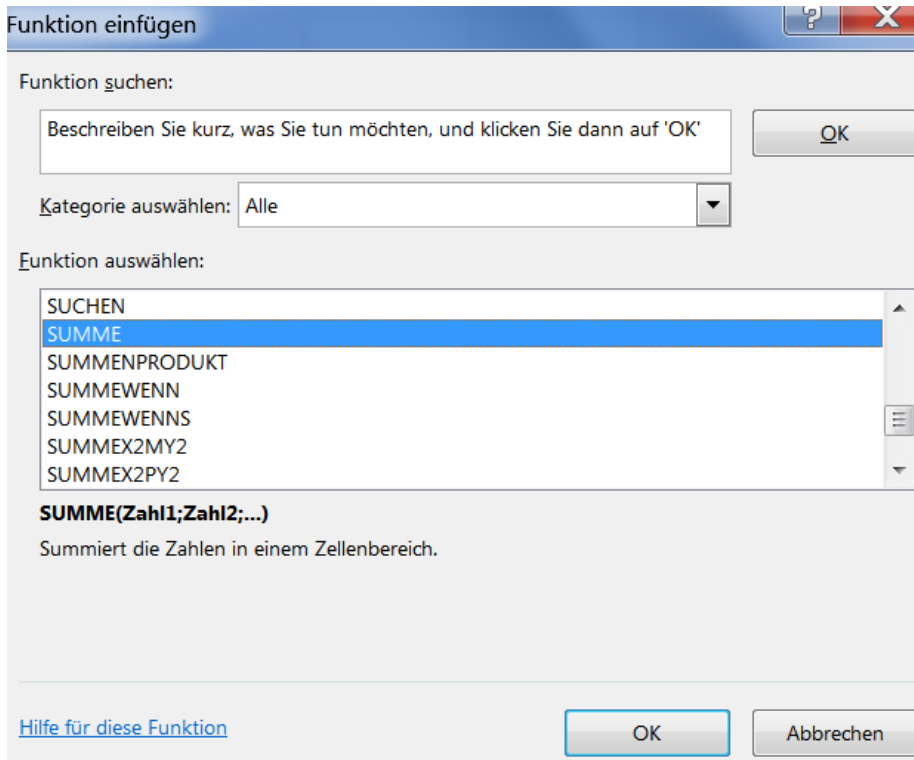 Funktion einfügen
Funktion suchen:
Beschreiben Sie kurz, was Sie tun möchten, und klicken Sie dann auf 'OK'
OK
Kategorie auswählen: Alle
Funktion auswählen:
SUCHEN
SUMME
SUMMENPRODUKT
SUMMEWENN
SUMMEWENNS
SUMMEX2MY2
SUMMEX2PY2
SUMME(Zahl1;Zahl2;...)
Summiert die Zahlen in einem Zellenbereich.
Hilfe für diese Funktion OK Abbrechen